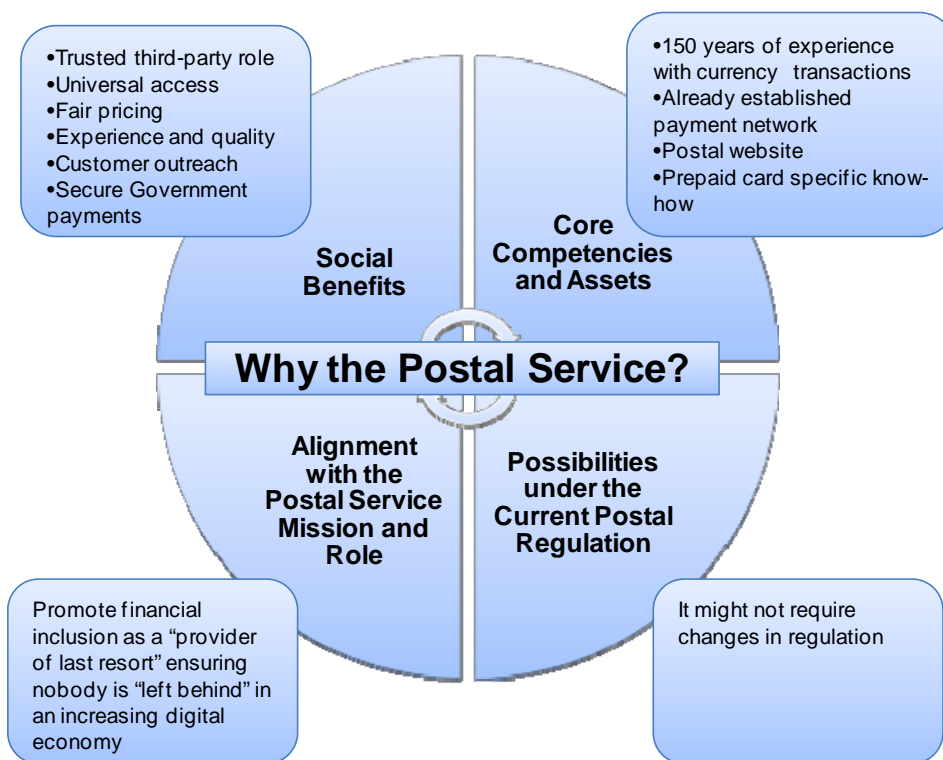 •Trusted third-party role
•Universal access
•Fair pricing
•Experience and quality
•Customer outreach
•Secure Government
payments
•150 years of experience
with currency transactions
•Already established
payment network
•Postal website
•Prepaid card specific know-
how
Social
Benefits
Core
Competencies
and Assets
Why the Postal Service?
Alignment
with the
Postal Service
Mission and
Role
Possibilities
under the
Current Postal
Regulation
Promote financial
inclusion as a “provider
of last resort” ensuring
nobody is “left behind” in
an increasing digital
economy
It might not require
changes in regulation